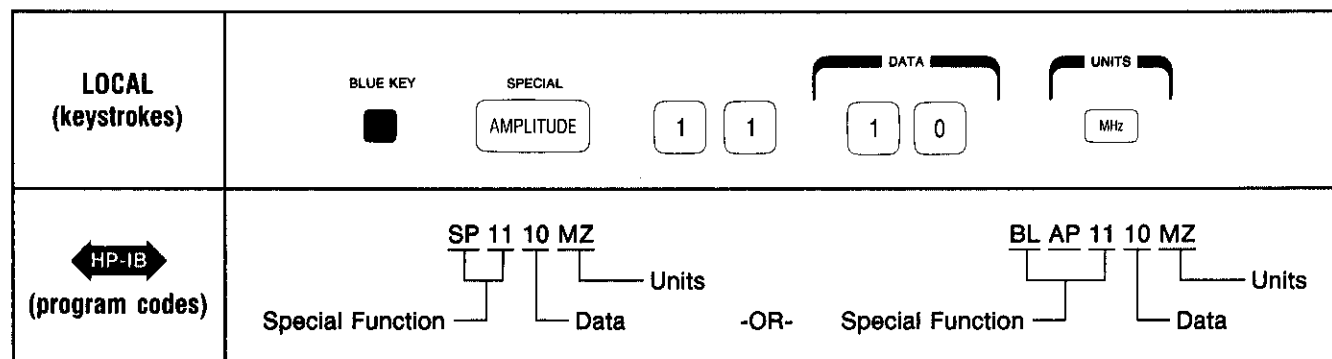 LOCAL
(keystrokes)
BLUE KEY
SPECIAL
AMPLITUDE
1 1
DATA
1 0
UNITS
MHz
HP-IB
(program codes)
SP 11 10 MZ
Units
Special Function
Data
-OR-
BL AP 11 10 MZ
Units
Special Function
Data